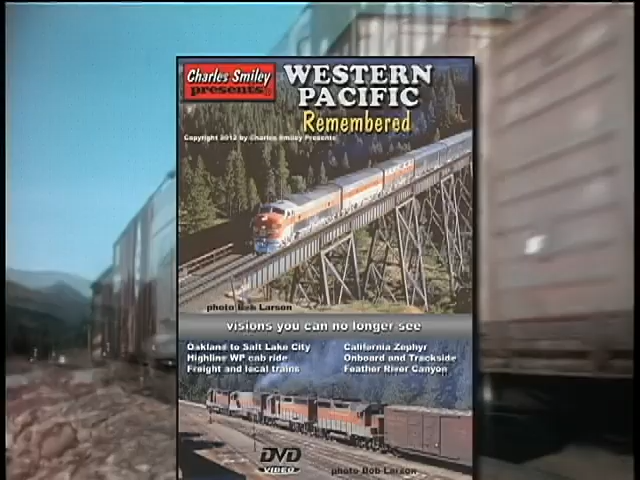 Charles Smiley
presents
WESTERN
PACIFIC
Remembered
Copyright 2012 by Charles Smiley Presents
photo Bob Larson
visions you can no longer see
Oakland to Salt Lake City
Highline WP cab ride
Freight and local trains
California Zephyr
Onboard and Trackside
Feather River Canyon
DVD
VIDEO
photo Bob Larson